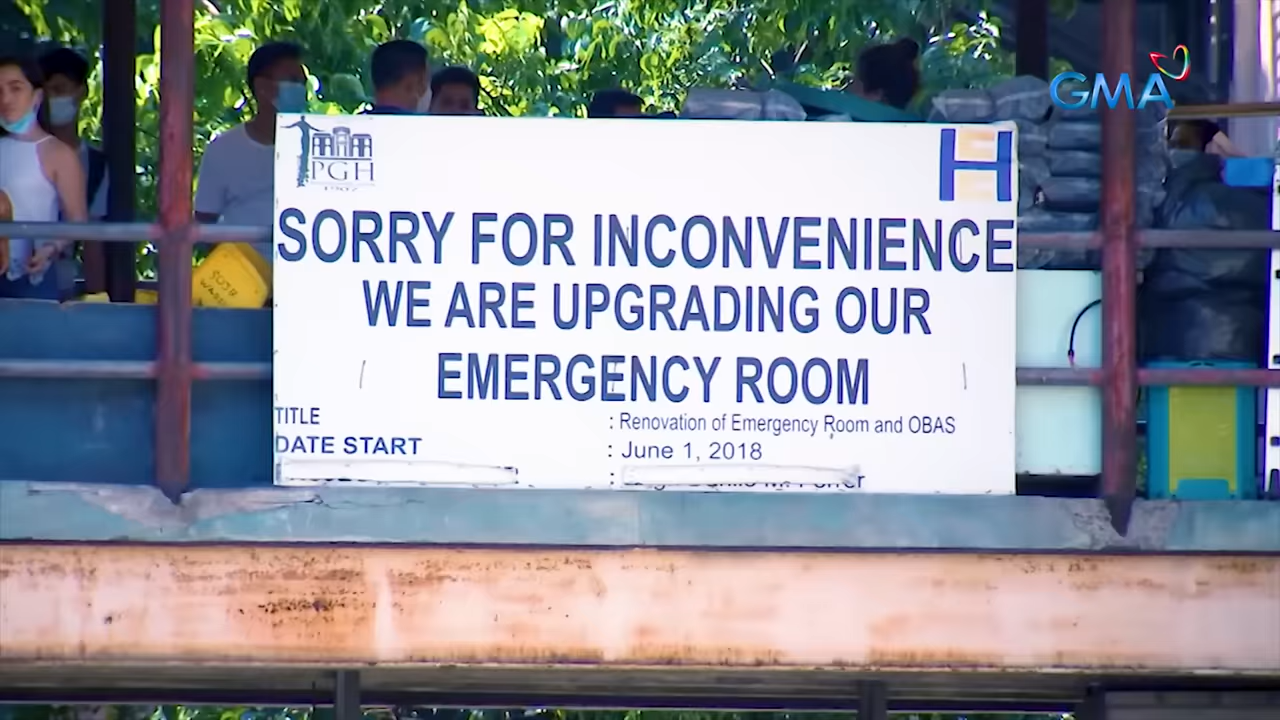 GMA
PGH
1907
H
SORRY FOR INCONVENIENCE
WE ARE UPGRADING OUR
EMERGENCY ROOM
TITLE : Renovation of Emergency Room and OBAS
DATE START : June 1, 2018